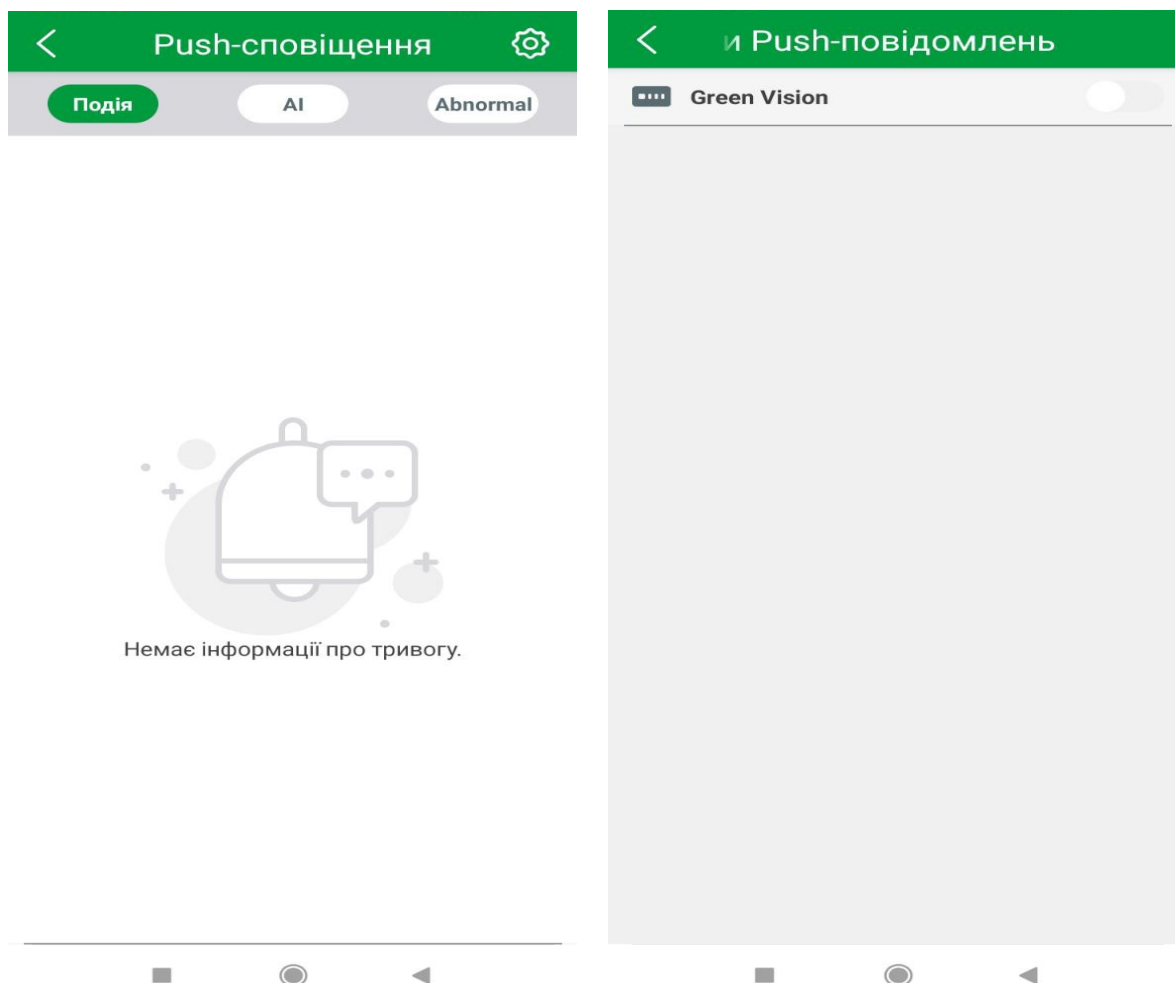 Push-сповіщення
Подія
AI
Abnormal
Немає інформації про тривогу.
и Push-повідомлень
Green Vision